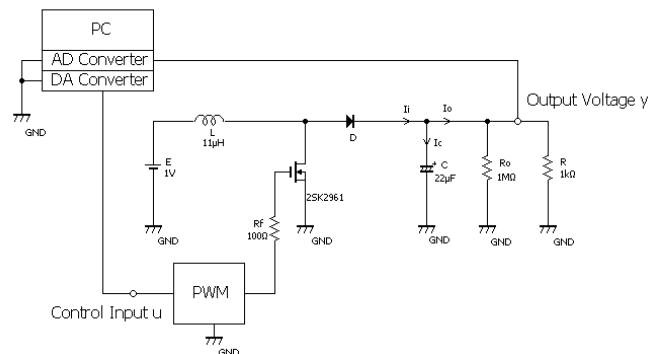 PC
AD Converter
DA Converter
GND
Output Voltage y
L
11μH
Ii
Io
D
Ic
E
1V
+ C
22μF
Ro
1MΩ
R
1kΩ
2SK2961
Rf
100Ω
GND
GND
GND
GND
GND
PWM
Control Input u
GND